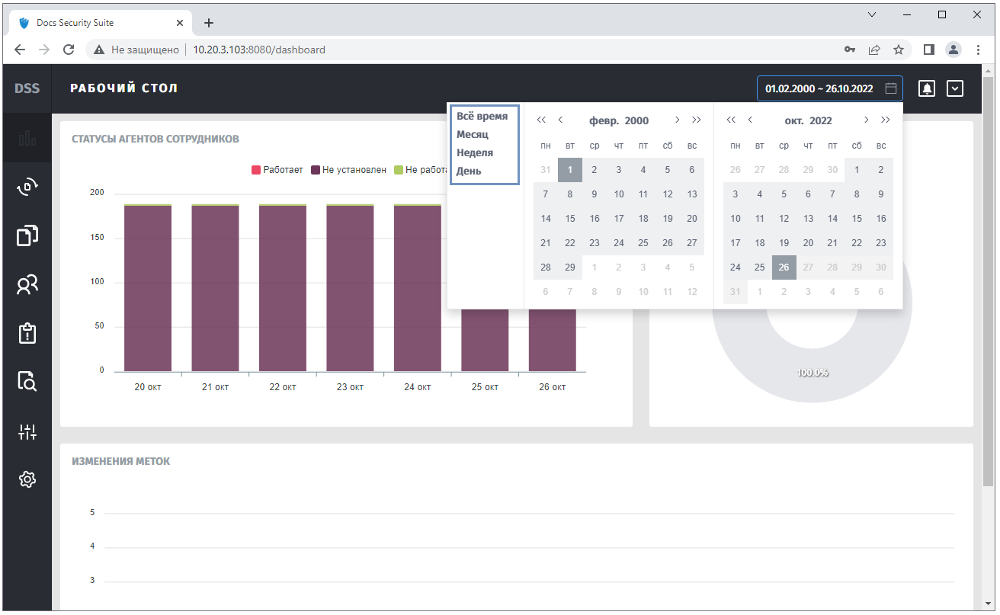 Docs Security Suite
Не защищено 10.20.3.103:8080/dashboard
DSS РАБОЧИЙ СТОЛ 01.02.2000 ~ 26.10.2022
СТАТУСЫ АГЕНТОВ СОТРУДНИКОВ
Работает Не установлен Не работа
200
150
100
50
0
20 окт 21 окт 22 окт 23 окт 24 окт 25 окт 26 окт
Всё время
Месяц
Неделя
День
февр. 2000
пн вт ср чт пт сб вс
31 1 2 3 4 5 6
7 8 9 10 11 12 13
14 15 16 17 18 19 20
21 22 23 24 25 26 27
28 29 1 2 3 4 5
6 7 8 9 10 11 12
окт. 2022
пн вт ср чт пт сб вс
26 27 28 29 30 1 2
3 4 5 6 7 8 9
10 11 12 13 14 15 16
17 18 19 20 21 22 23
24 25 26 27 28 29 30
31 1 2 3 4 5 6
100.0%
ИЗМЕНЕНИЯ МЕТОК
5
4
3